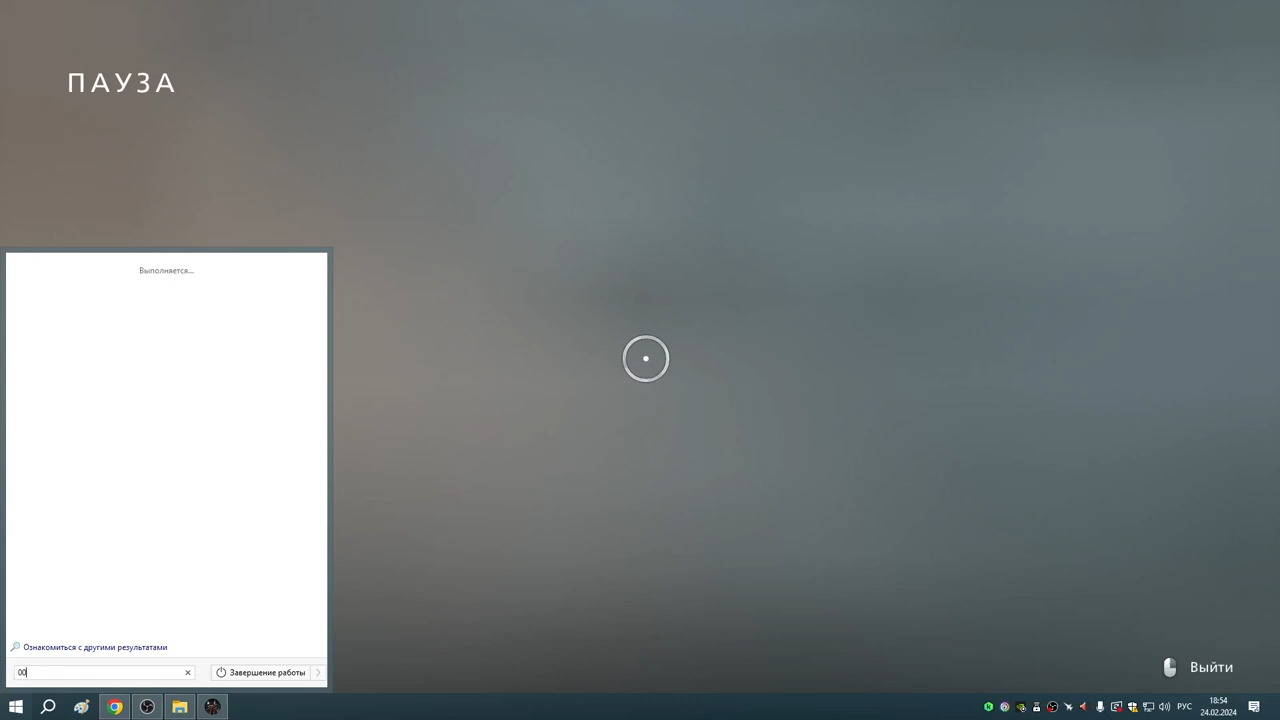 ПАУЗА
Выполняется...
Ознакомиться с другими результатами
00
Завершение работы
Выйти
РУС
18:54
24.02.2024